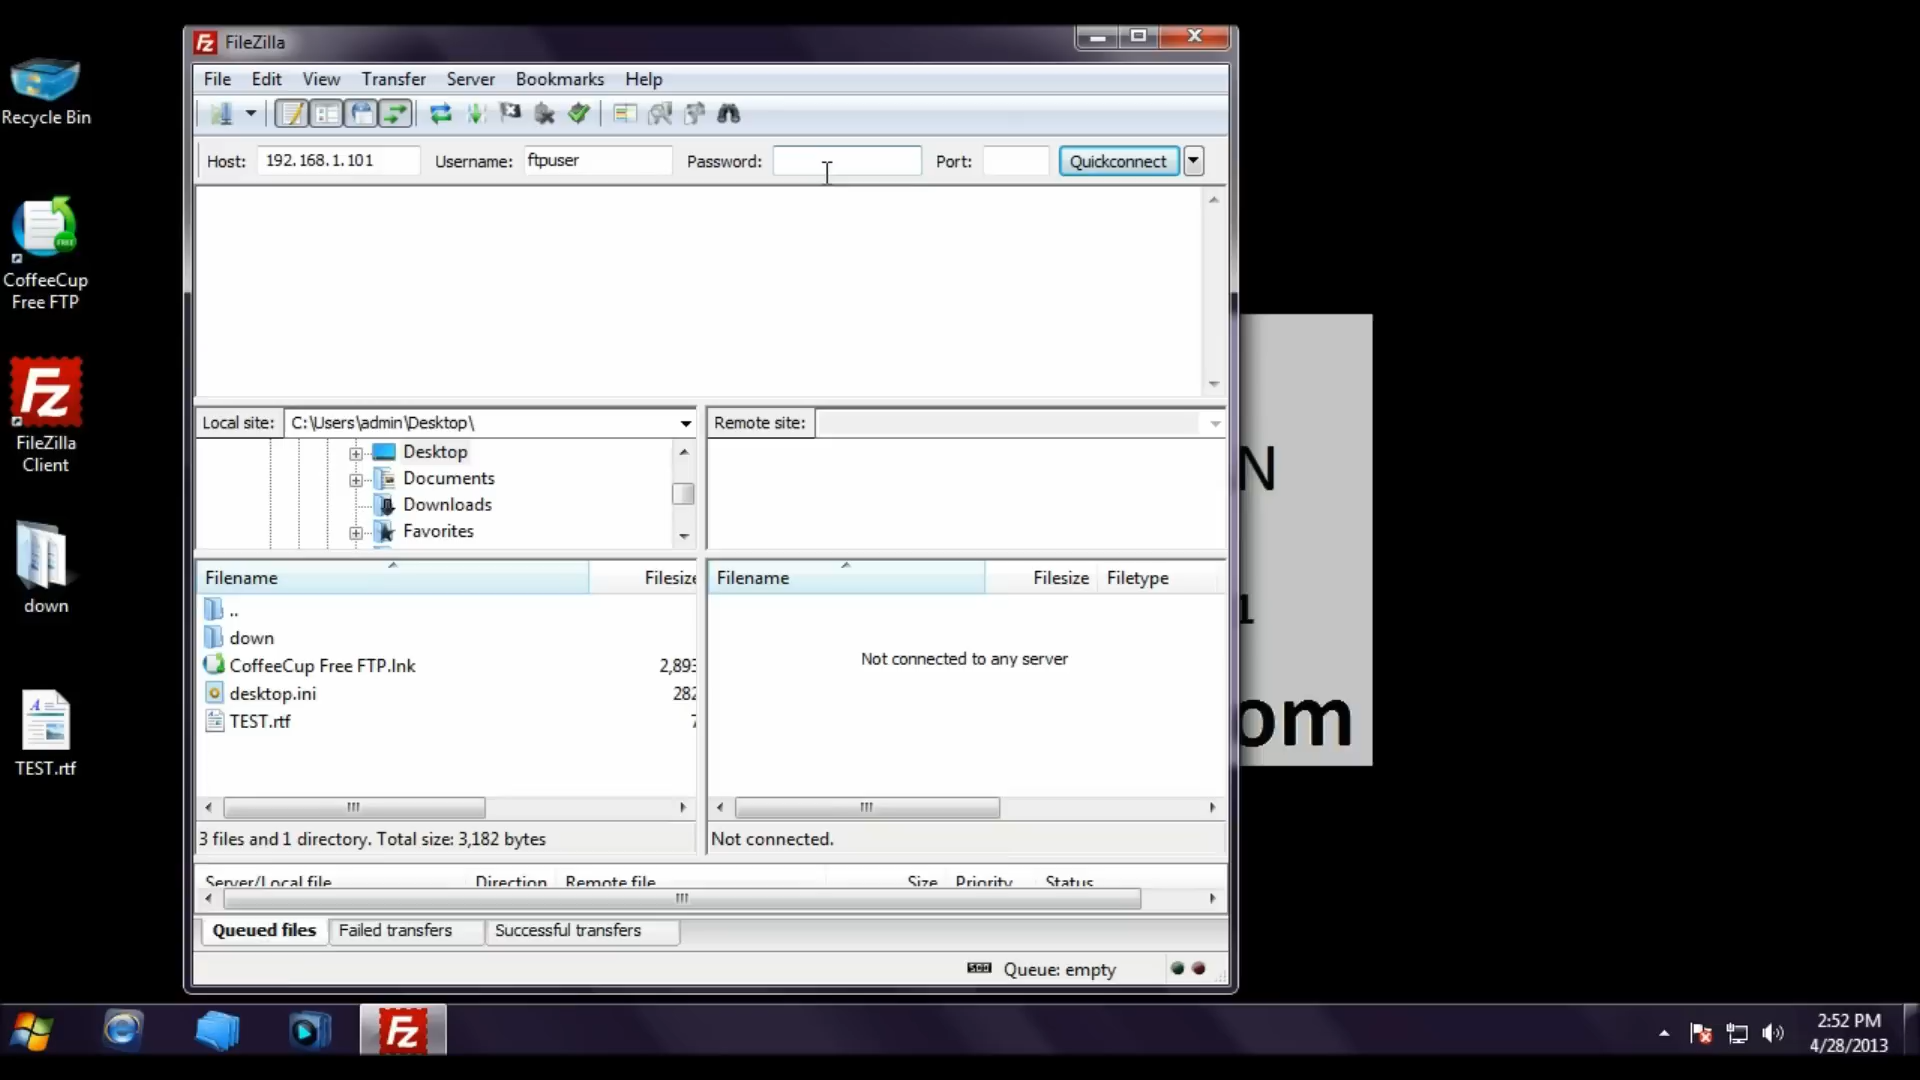 Recycle Bin
CoffeeCup
Free FTP
FileZilla
Client
down
TEST.rtf
FileZilla
File Edit View Transfer Server Bookmarks Help
Host: 192.168.1.101 Username: ftpuser Password: Port: Quickconnect
Local site: C:\Users\admin\Desktop\
Desktop
Documents
Downloads
Favorites
Remote site:
Filename Filesize
..
down
CoffeeCup Free FTP.lnk 2,893
desktop.ini 282
TEST.rtf 7
3 files and 1 directory. Total size: 3,182 bytes
Filename Filesize Filetype
Not connected to any server
Not connected.
Server/Local file Direction Remote file Size Priority Status
Queued files Failed transfers Successful transfers
Queue: empty
N
1
om
2:52 PM
4/28/2013